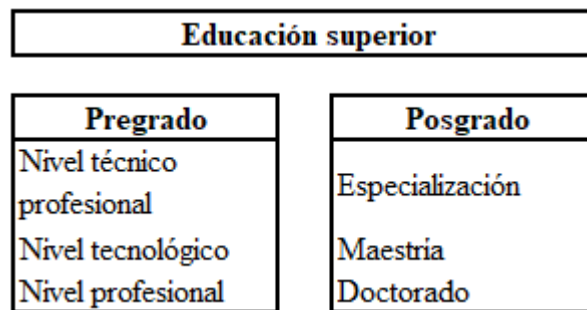 Educación superior
Pregrado
Nivel técnico
profesional
Nivel tecnológico
Nivel profesional
Posgrado
Especialización
Maestría
Doctorado